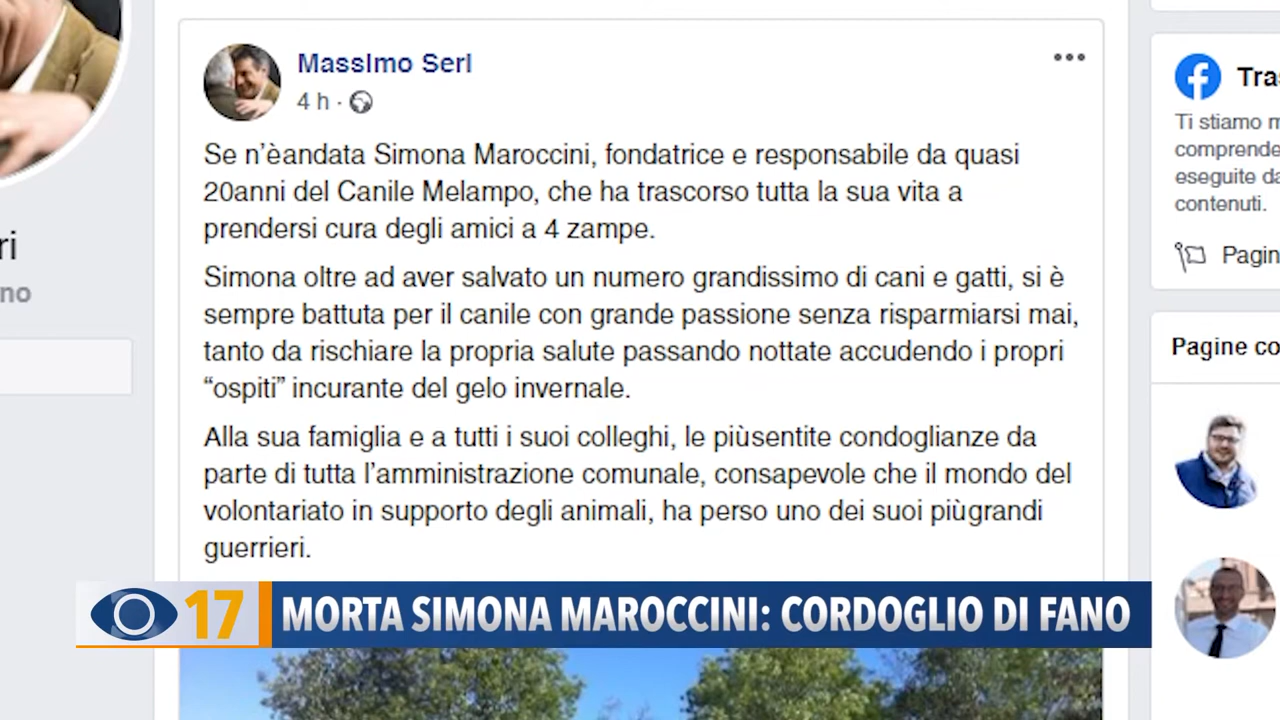 Massimo Seri
4 h ·
Se n'èandata Simona Maroccini, fondatrice e responsabile da quasi
20anni del Canile Melampo, che ha trascorso tutta la sua vita a
prendersi cura degli amici a 4 zampe.
Simona oltre ad aver salvato un numero grandissimo di cani e gatti, si è
sempre battuta per il canile con grande passione senza risparmiarsi mai,
tanto da rischiare la propria salute passando nottate accudendo i propri
“ospiti” incurante del gelo invernale.
Alla sua famiglia e a tutti i suoi colleghi, le piùsentite condoglianze da
parte di tutta l'amministrazione comunale, consapevole che il mondo del
volontariato in supporto degli animali, ha perso uno dei suoi piùgrandi
guerrieri.
17
MORTA SIMONA MAROCCINI: CORDOGLIO DI FANO
ri
no
Tra
Ti stiamo m
comprende
eseguite da
contenuti.
Pagin
Pagine co